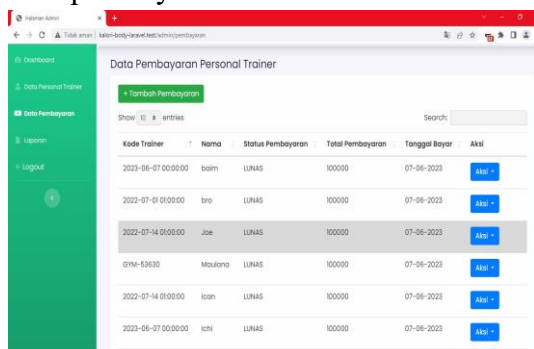 Halaman Admin
Tidak aman | kalori-body-laravel.test/admin/pembayaran
Dashboard
Data Personal Trainer
Data Pembayaran
Laporan
Logout
Data Pembayaran Personal Trainer
+ Tambah Pembayaran
Show 10 entries
Search:
Kode Trainer Nama Status Pembayaran Total Pembayaran Tanggal Bayar Aksi
2023-06-07 00:00:00 baim LUNAS 100000 07-06-2023 Aksi
2022-07-01 01:00:00 bro LUNAS 100000 07-06-2023 Aksi
2022-07-14 01:00:00 Joe LUNAS 100000 07-06-2023 Aksi
GYM-53630 Maulana LUNAS 100000 07-06-2023 Aksi
2022-07-14 01:00:00 Ican LUNAS 100000 07-06-2023 Aksi
2023-06-07 00:00:00 Ichi LUNAS 100000 07-06-2023 Aksi